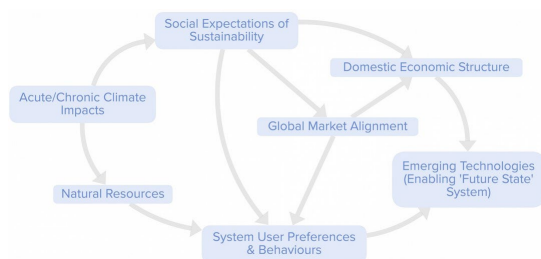 Social Expectations of
Sustainability
Domestic Economic Structure
Acute/Chronic Climate
Impacts
Global Market Alignment
Emerging Technologies
(Enabling 'Future State'
System)
Natural Resources
System User Preferences
& Behaviours